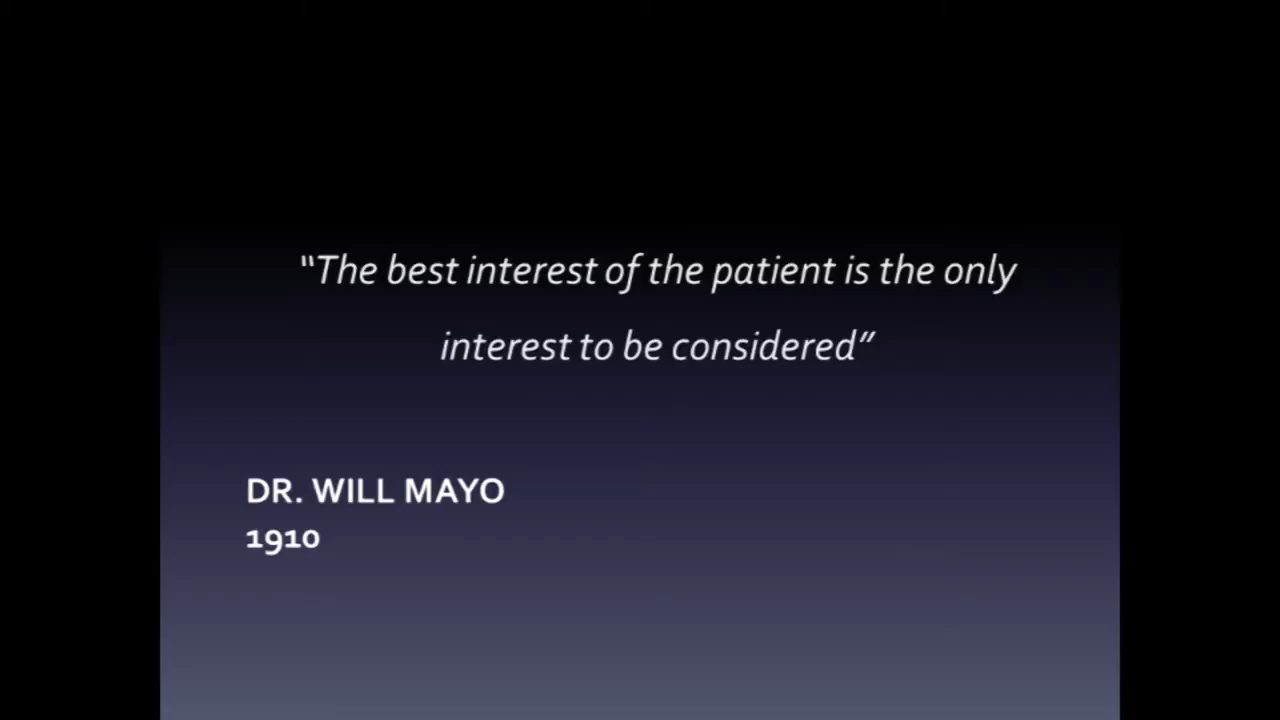 “The best interest of the patient is the only
interest to be considered”
DR. WILL MAYO
1910